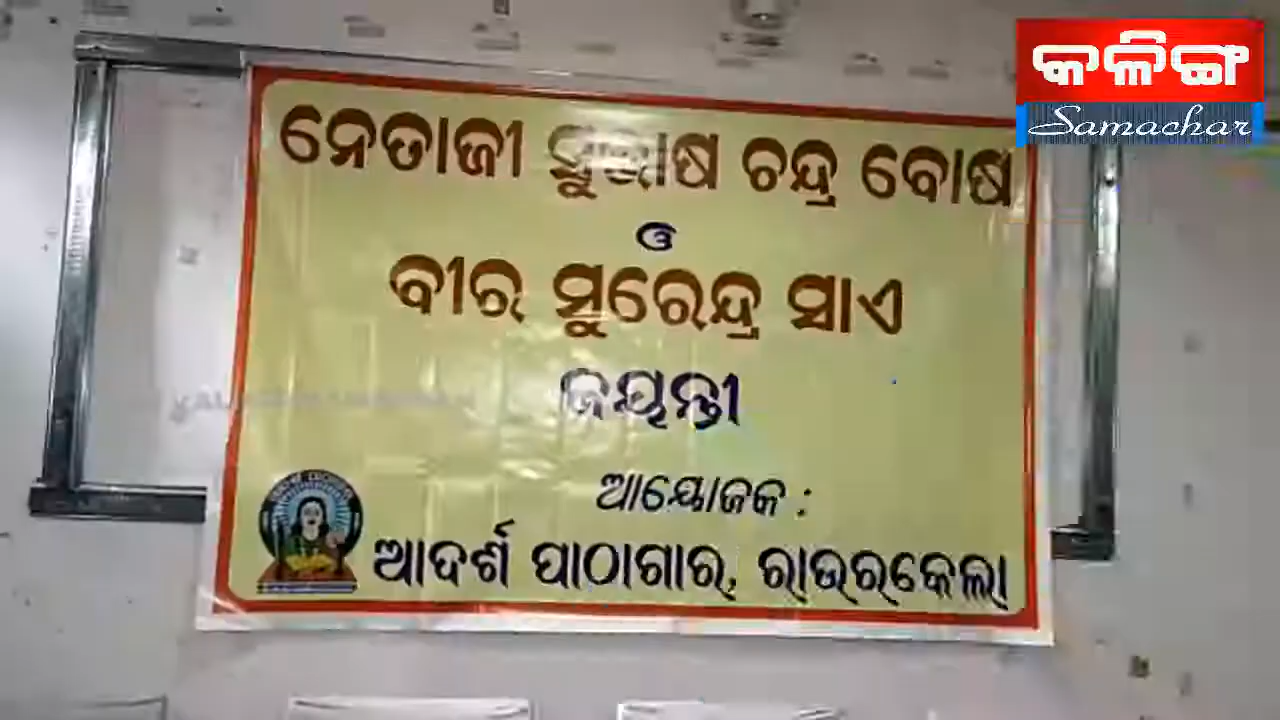 କଳିଙ୍ଗ
Samachar
ନେତାଜୀ ସୁଭାଷ ଚନ୍ଦ୍ର ବୋଷ
ଓ
ବୀର ସୁରେନ୍ଦ୍ର ସାଏ
ଜୟନ୍ତୀ
ଆୟୋଜକ :
ଆଦର୍ଶ ପାଠାଗାର, ରାଉରକେଲା